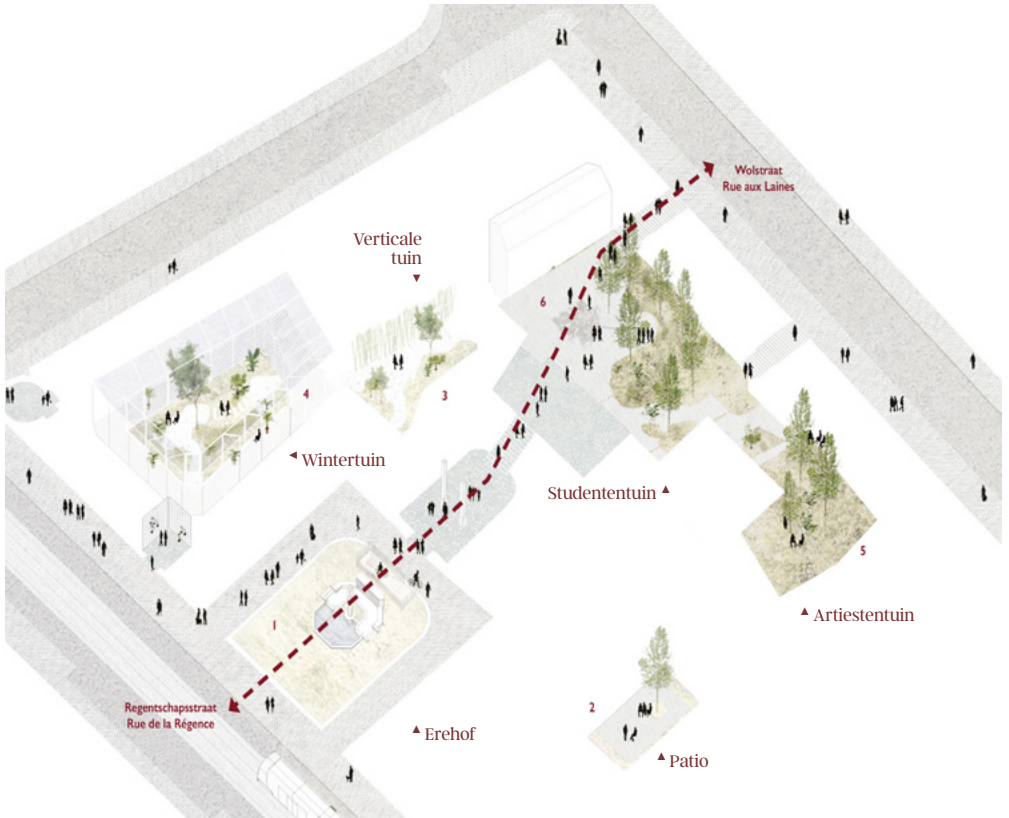 Wolstraat
Rue aux Laines
Verticale
tuin
6
4
3
Wintertuin
Studententuin
5
Artiestentuin
1
Regentschapsstraat
Rue de la Régence
2
Erehof
Patio